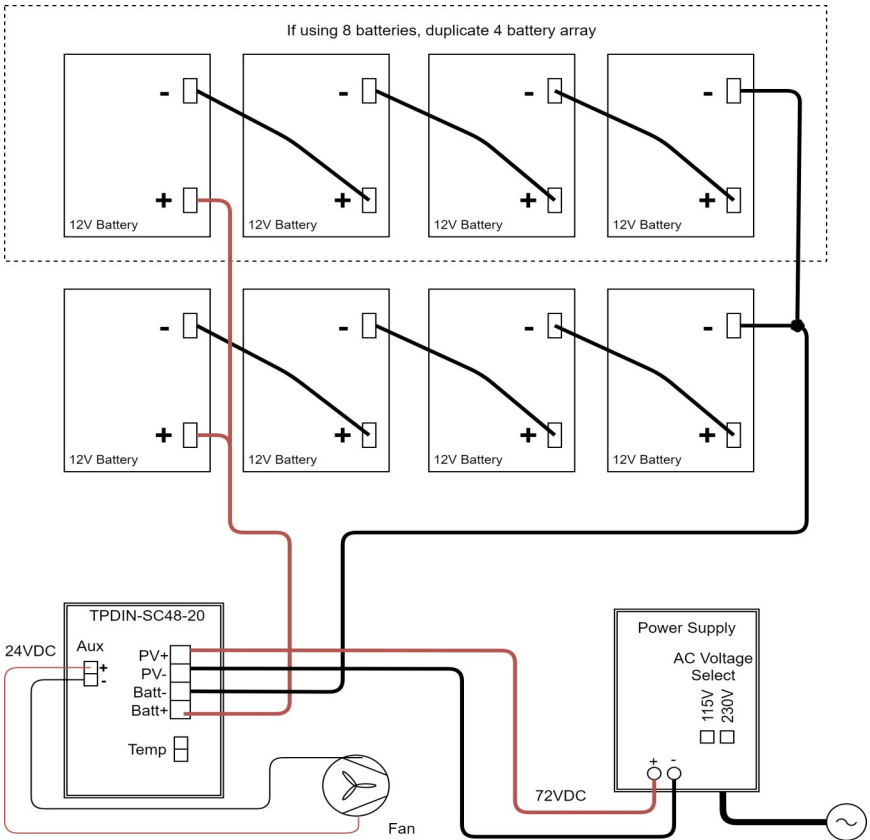 If using 8 batteries, duplicate 4 battery array
- - - -
+ + + +
12V Battery 12V Battery 12V Battery 12V Battery
- - - -
+ + + +
12V Battery 12V Battery 12V Battery 12V Battery
TPDIN-SC48-20
24VDC
Aux
+
-
PV+
PV-
Batt-
Batt+
Temp
Fan
72VDC
Power Supply
AC Voltage
Select
115V
230V
+ -